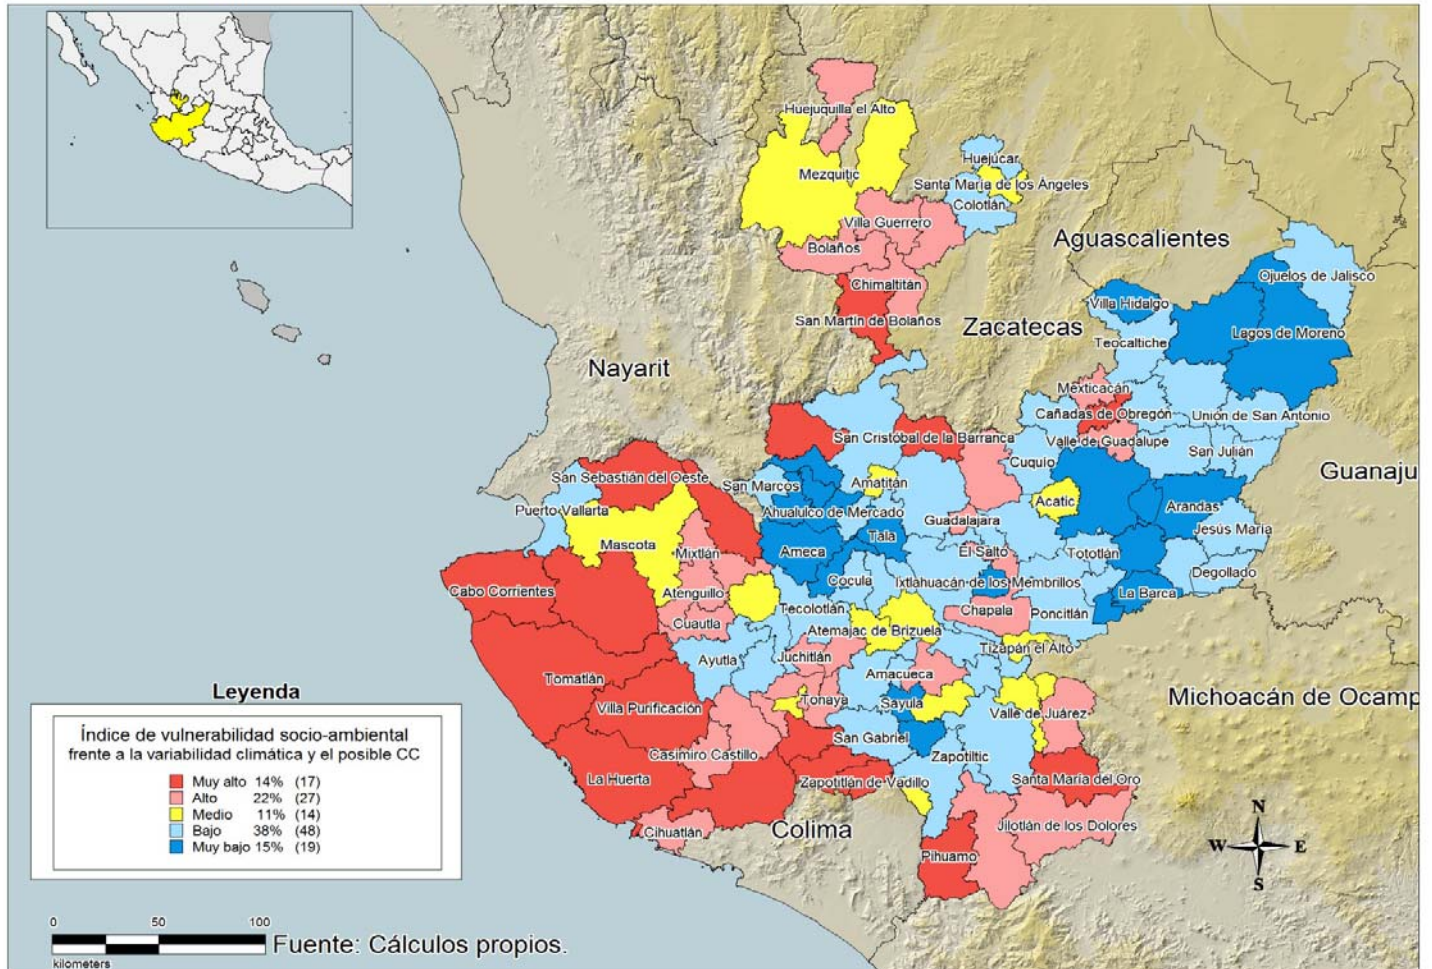 Huejuquilla el Alto
Huejúcar
Mezquitic
Santa María de los Ángeles
Colotlán
Villa Guerrero
Aguascalientes
Bolaños
Ojuelos de Jalisco
Chimaltitán
Villa Hidalgo
San Martín de Bolaños
Zacatecas
Lagos de Moreno
Teocaltiche
Nayarit
Mexticacán
Cañadas de Obregón
Unión de San Antonio
San Cristóbal de la Barranca
Valle de Guadalupe
San Julián
Cuquío
Guanaju
San Sebastián del Oeste
San Marcos
Amatitán
Acatic
Arandas
Puerto Vallarta
Ahualulco de Mercado
Guadalajara
Jesús María
Mascota
Mixtlán
Ameca
Tala
El Salto
Tototlán
Degollado
Cabo Corrientes
Atenguillo
Cocula
Ixtlahuacán de los Membrillos
La Barca
Cuautla
Tecolotlán
Chapala
Poncitlán
Atemajac de Brizuela
Ayutla
Juchitlán
Tizapán el Alto
Tomatlán
Amacueca
Michoacán de Ocamp
Villa Purificación
Tonaya
Sayula
Valle de Juárez
San Gabriel
Casimiro Castillo
Zapotiltic
La Huerta
Zapotitlán de Vadillo
Santa María del Oro
Cihuatlán
Colima
Jilotlán de los Dolores
Pihuamo
Leyenda
Índice de vulnerabilidad socio-ambiental
frente a la variabilidad climática y el posible CC
Muy alto 14% (17)
Alto 22% (27)
Medio 11% (14)
Bajo 38% (48)
Muy bajo 15% (19)
N
W E
S
0 50 100
kilometers
Fuente: Cálculos propios.